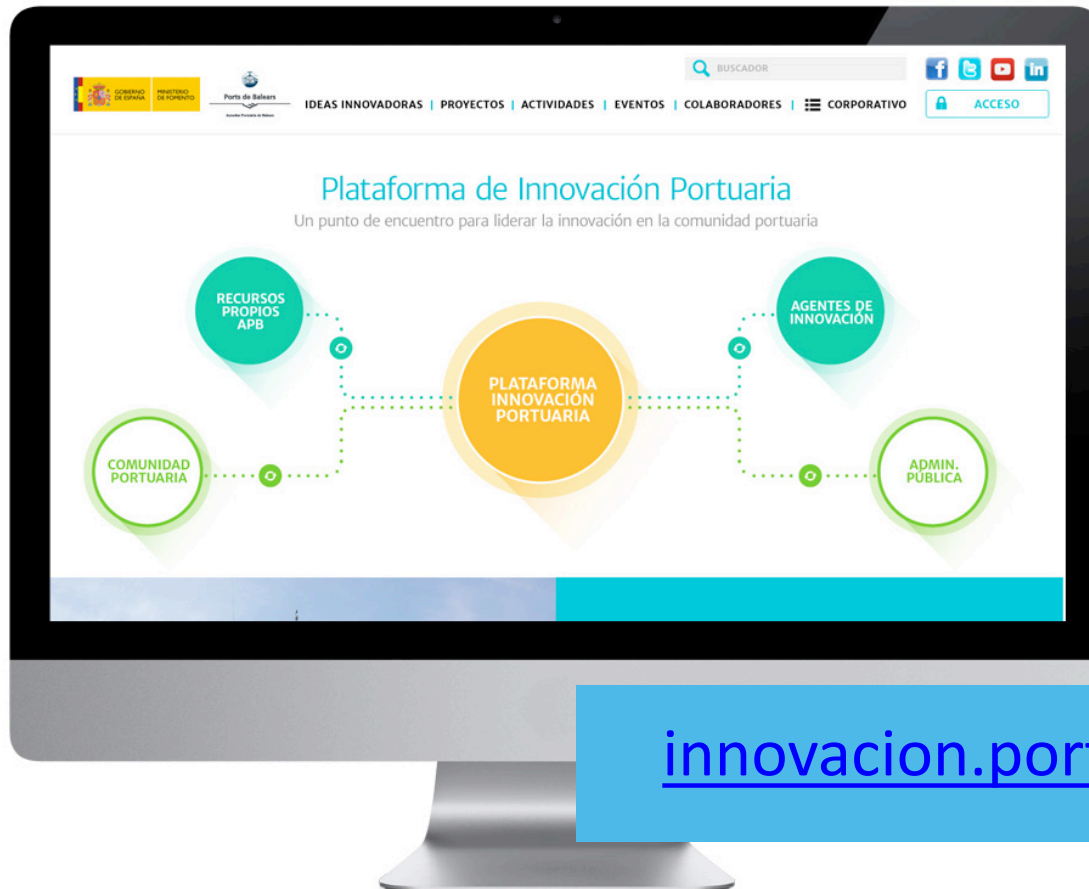 BUSCADOR
GOBIERNO DE ESPAÑA
MINISTERIO DE FOMENTO
Ports de Balears
IDEAS INNOVADORAS | PROYECTOS | ACTIVIDADES | EVENTOS | COLABORADORES | CORPORATIVO
ACCESO
Plataforma de Innovación Portuaria
Un punto de encuentro para liderar la innovación en la comunidad portuaria
RECURSOS
PROPIOS
APB
AGENTES DE
INNOVACIÓN
PLATAFORMA
INNOVACIÓN
PORTUARIA
COMUNIDAD
PORTUARIA
ADMIN.
PÚBLICA
innovacion.por